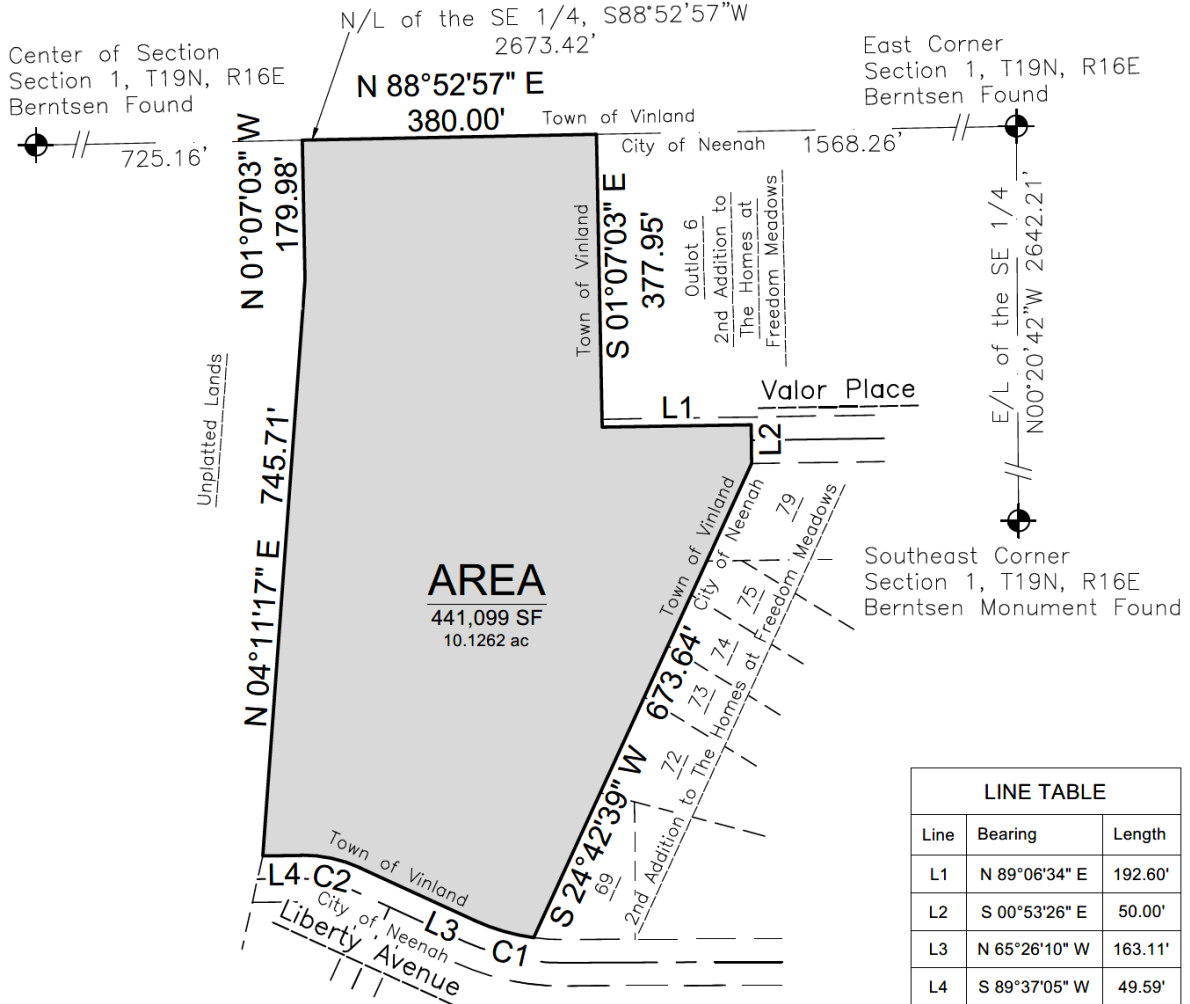 N/L of the SE 1/4, S88°52'57"W
2673.42'
Center of Section
Section 1, T19N, R16E
Berntsen Found
East Corner
Section 1, T19N, R16E
Berntsen Found
N 88°52'57" E
380.00'
Town of Vinland
City of Neenah
725.16'
1568.26'
N 01°07'03" W
179.98'
Town of Vinland
S 01°07'03" E
377.95'
Outlot 6
2nd Addition to
The Homes at
Freedom Meadows
E/L of the SE 1/4
N00°20'42"W 2642.21'
Unplatted Lands
N 04°11'17" E 745.71'
L1
Valor Place
L2
Town of Vinland
City of Neenah
79
75
74
73
72
69
2nd Addition to The Homes at Freedom Meadows
S 24°42'39" W 673.64'
Southeast Corner
Section 1, T19N, R16E
Berntsen Monument Found
AREA
441,099 SF
10.1262 ac
Town of Vinland
L4
C2
City of Neenah
L3
C1
Liberty Avenue
LINE TABLE
Line Bearing Length
L1 N 89°06'34" E 192.60'
L2 S 00°53'26" E 50.00'
L3 N 65°26'10" W 163.11'
L4 S 89°37'05" W 49.59'